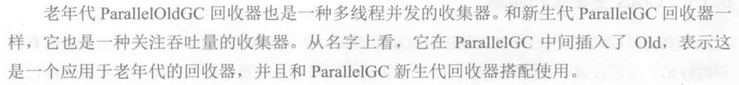 老年代 ParallelOldGC 回收器也是一种多线程并发的收集器。和新生代 ParallelGC 回收器一
样，它也是一种关注吞吐量的收集器。从名字上看，它在 ParallelGC 中间插入了 Old，表示这
是一个应用于老年代的回收器，并且和 ParallelGC 新生代回收器搭配使用。